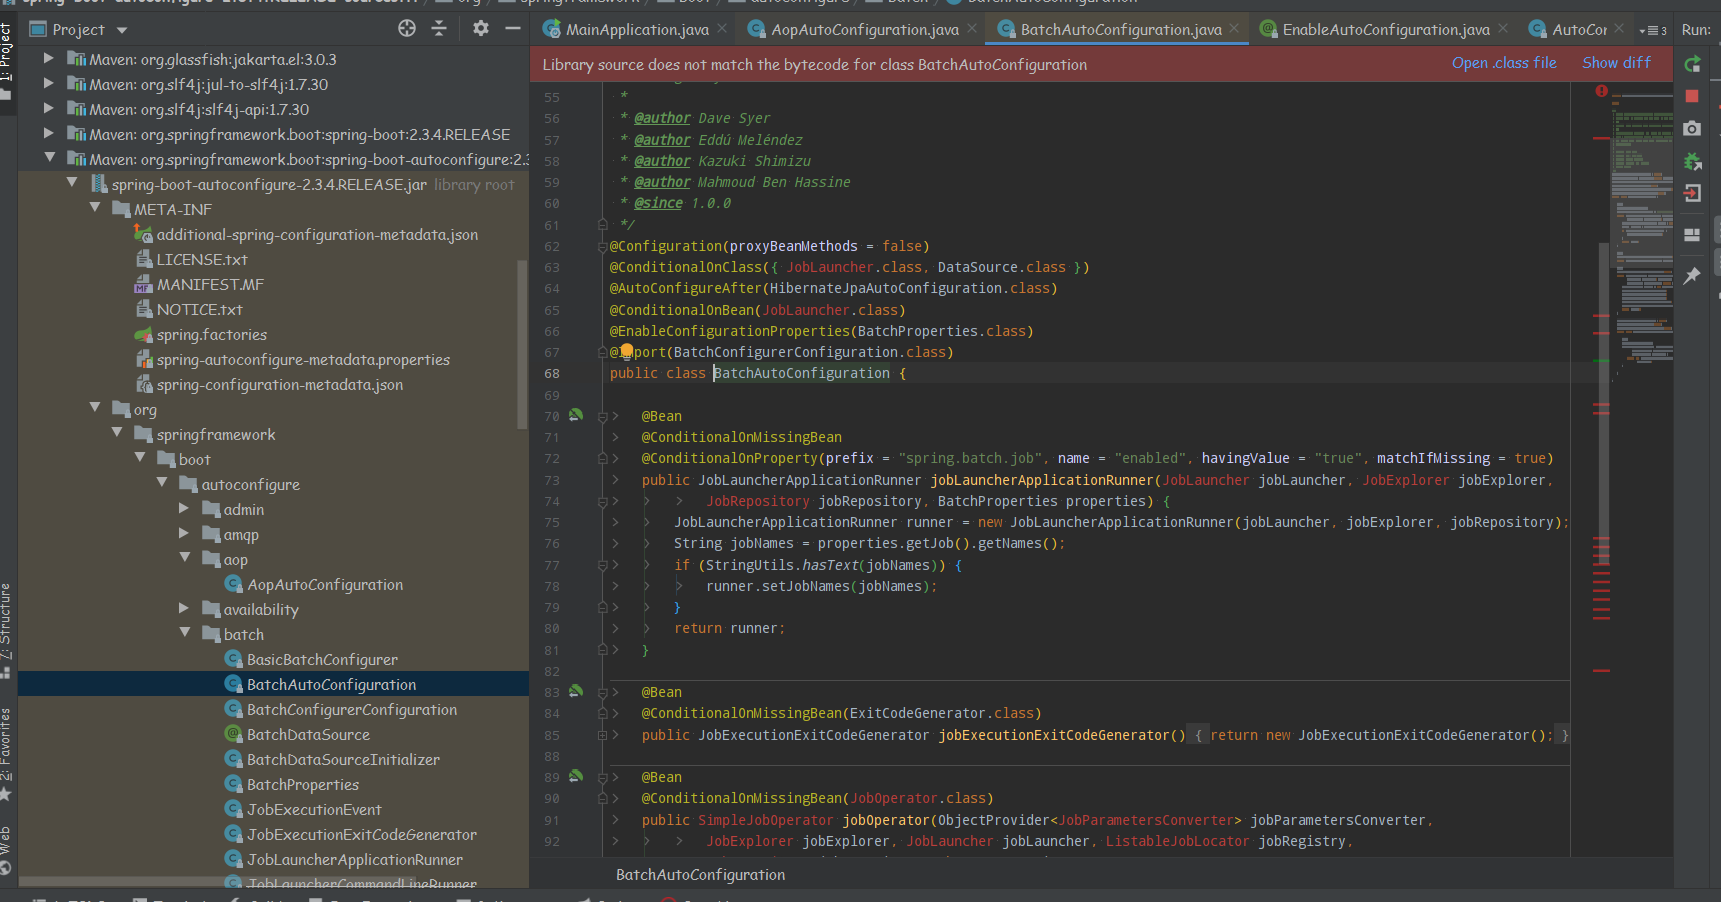 Project
MainApplication.java
AopAutoConfiguration.java
BatchAutoConfiguration.java
EnableAutoConfiguration.java
AutoCor
3
Run:
1: Project
7: Structure
2: Favorites
Web
Maven: org.glassfish:jakarta.el:3.0.3
Maven: org.slf4j:jul-to-slf4j:1.7.30
Maven: org.slf4j:slf4j-api:1.7.30
Maven: org.springframework.boot:spring-boot:2.3.4.RELEASE
Maven: org.springframework.boot:spring-boot-autoconfigure:2.3
spring-boot-autoconfigure-2.3.4.RELEASE.jar library root
META-INF
additional-spring-configuration-metadata.json
LICENSE.txt
MANIFEST.MF
NOTICE.txt
spring.factories
spring-autoconfigure-metadata.properties
spring-configuration-metadata.json
org
springframework
boot
autoconfigure
admin
amqp
aop
AopAutoConfiguration
availability
batch
BasicBatchConfigurer
BatchAutoConfiguration
BatchConfigurerConfiguration
BatchDataSource
BatchDataSourceInitializer
BatchProperties
JobExecutionEvent
JobExecutionExitCodeGenerator
JobLauncherApplicationRunner
JobLauncherCommandLineRunner
Library source does not match the bytecode for class BatchAutoConfiguration
Open .class file
Show diff
55 *
56 * @author Dave Syer
57 * @author Eddú Meléndez
58 * @author Kazuki Shimizu
59 * @author Mahmoud Ben Hassine
60 * @since 1.0.0
61 */
62 @Configuration(proxyBeanMethods = false)
63 @ConditionalOnClass({ JobLauncher.class, DataSource.class })
64 @AutoConfigureAfter(HibernateJpaAutoConfiguration.class)
65 @ConditionalOnBean(JobLauncher.class)
66 @EnableConfigurationProperties(BatchProperties.class)
67 @Import(BatchConfigurerConfiguration.class)
68 public class BatchAutoConfiguration {
69
70 @Bean
71 @ConditionalOnMissingBean
72 @ConditionalOnProperty(prefix = "spring.batch.job", name = "enabled", havingValue = "true", matchIfMissing = true)
73 public JobLauncherApplicationRunner jobLauncherApplicationRunner(JobLauncher jobLauncher, JobExplorer jobExplorer,
74 JobRepository jobRepository, BatchProperties properties) {
75 JobLauncherApplicationRunner runner = new JobLauncherApplicationRunner(jobLauncher, jobExplorer, jobRepository);
76 String jobNames = properties.getJob().getNames();
77 if (StringUtils.hasText(jobNames)) {
78 runner.setJobNames(jobNames);
79 }
80 return runner;
81 }
82
83 @Bean
84 @ConditionalOnMissingBean(ExitCodeGenerator.class)
85 public JobExecutionExitCodeGenerator jobExecutionExitCodeGenerator() { return new JobExecutionExitCodeGenerator(); }
88
89 @Bean
90 @ConditionalOnMissingBean(JobOperator.class)
91 public SimpleJobOperator jobOperator(ObjectProvider<JobParametersConverter> jobParametersConverter,
92 JobExplorer jobExplorer, JobLauncher jobLauncher, ListableJobLocator jobRegistry,
BatchAutoConfiguration